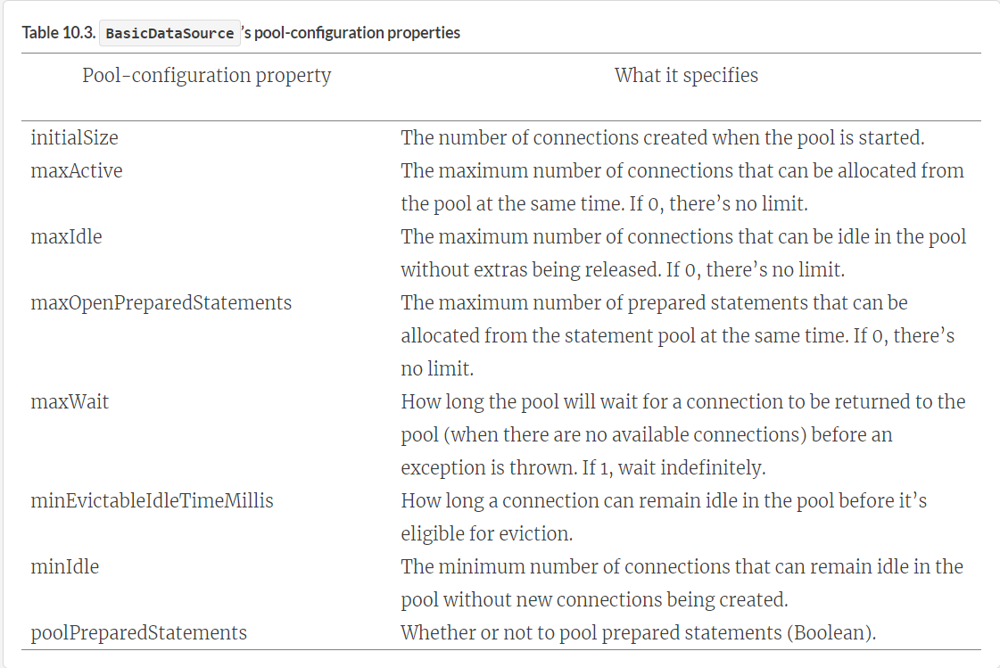 Table 10.3. BasicDataSource’s pool-configuration properties
Pool-configuration property What it specifies
initialSize The number of connections created when the pool is started.
maxActive The maximum number of connections that can be allocated from
the pool at the same time. If 0, there’s no limit.
maxIdle The maximum number of connections that can be idle in the pool
without extras being released. If 0, there’s no limit.
maxOpenPreparedStatements The maximum number of prepared statements that can be
allocated from the statement pool at the same time. If 0, there’s
no limit.
maxWait How long the pool will wait for a connection to be returned to the
pool (when there are no available connections) before an
exception is thrown. If 1, wait indefinitely.
minEvictableIdleTimeMillis How long a connection can remain idle in the pool before it’s
eligible for eviction.
minIdle The minimum number of connections that can remain idle in the
pool without new connections being created.
poolPreparedStatements Whether or not to pool prepared statements (Boolean).